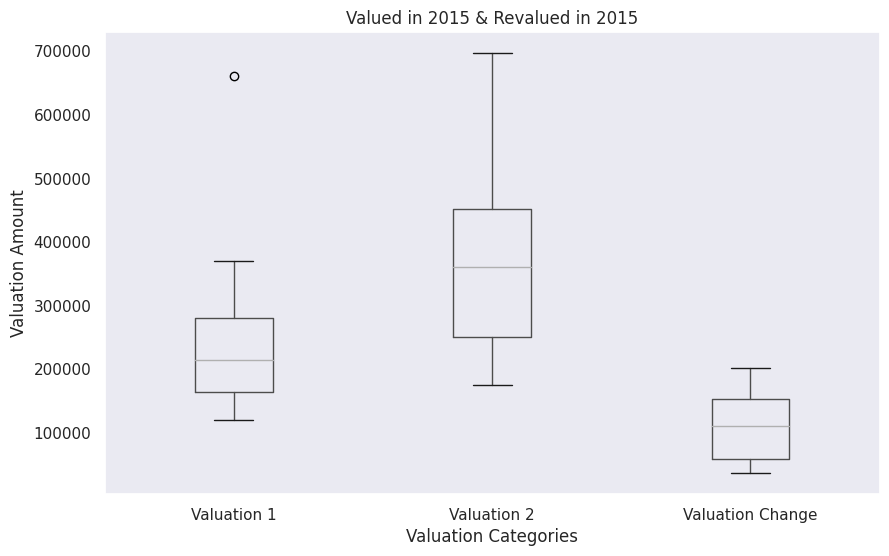 Valued in 2015 & Revalued in 2015
Valuation Amount
700000
600000
500000
400000
300000
200000
100000
Valuation 1
Valuation 2
Valuation Change
Valuation Categories